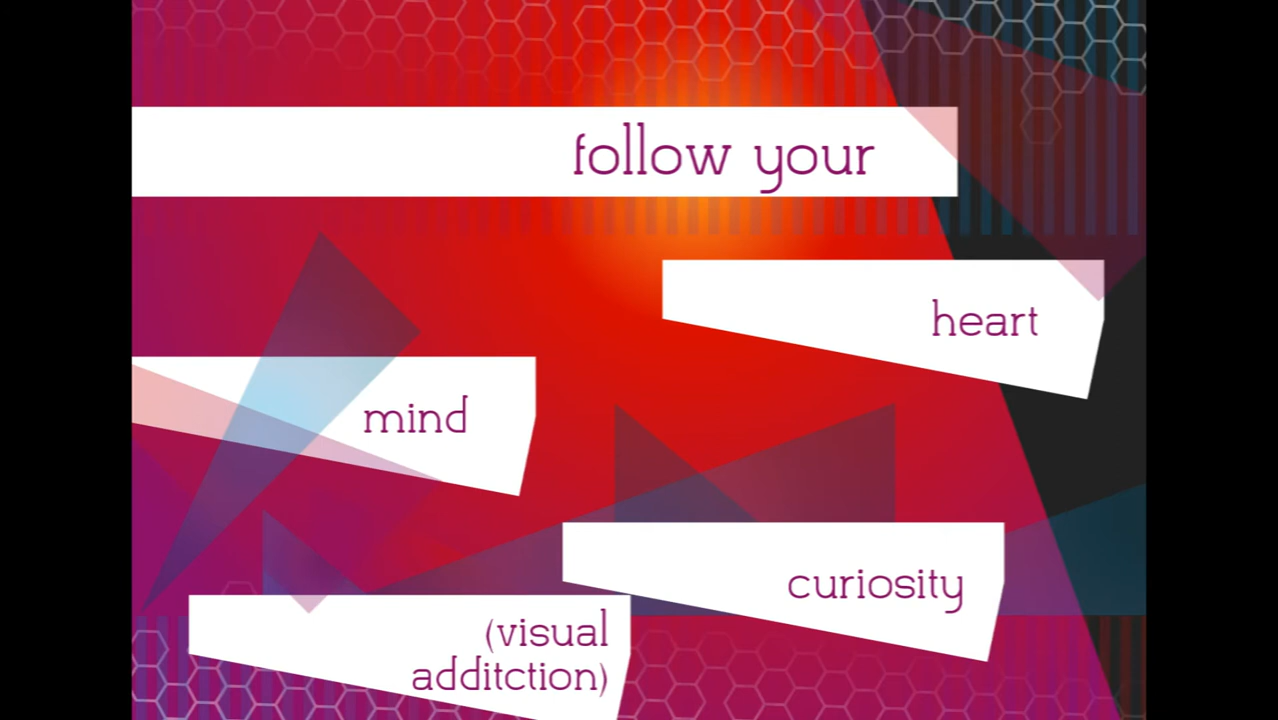 follow your
heart
mind
curiosity
(visual
additction)